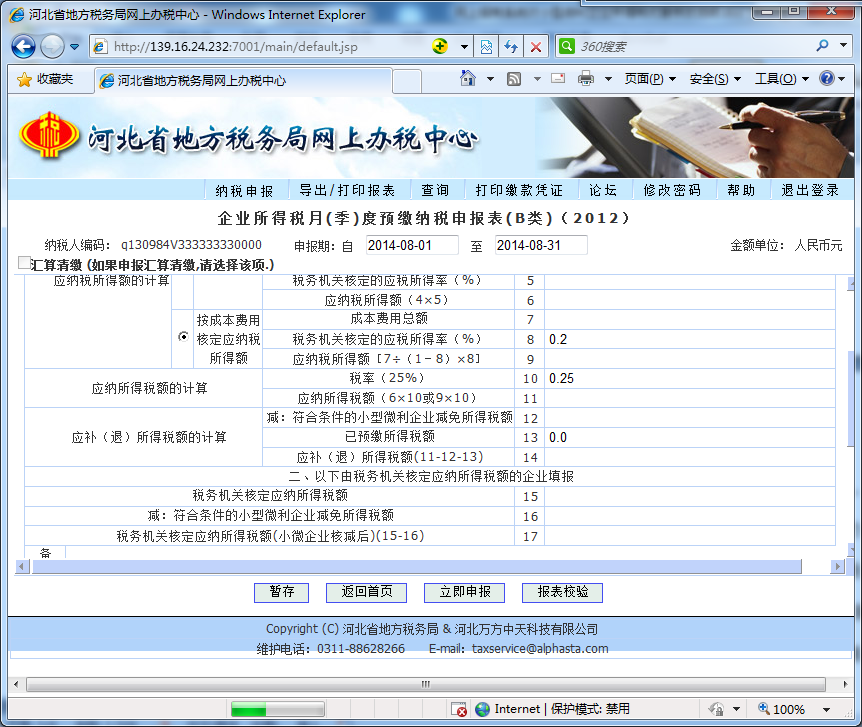 河北省地方税务局网上办税中心 - Windows Internet Explorer
http://139.16.24.232:7001/main/default.jsp
360搜索
收藏夹
河北省地方税务局网上办税中心
页面(P)
安全(S)
工具(O)
河北省地方税务局网上办税中心
纳税申报 导出/打印报表 查询 打印缴款凭证 论坛 修改密码 帮助 退出登录
企业所得税月(季)度预缴纳税申报表(B类)（2012）
纳税人编码： q130984V333333330000 申报期：自 2014-08-01 至 2014-08-31 金额单位： 人民币元
汇算清缴 (如果申报汇算清缴,请选择该项.)
应纳税所得额的计算
税务机关核定的应税所得率（%） 5
应纳税所得额（4×5） 6
按成本费用核定应纳税所得额
成本费用总额 7
税务机关核定的应税所得率（%） 8 0.2
应纳税所得额［7÷（1－8）×8］ 9
应纳所得税额的计算
税率（25%） 10 0.25
应纳所得税额（6×10或9×10） 11
应补（退）所得税额的计算
减：符合条件的小型微利企业减免所得税额 12
已预缴所得税额 13 0.0
应补（退）所得税额(11-12-13) 14
二、以下由税务机关核定应纳所得税额的企业填报
税务机关核定应纳所得税额 15
减：符合条件的小型微利企业减免所得税额 16
税务机关核定应纳所得税额(小微企业核减后)(15-16) 17
备
暂存 返回首页 立即申报 报表校验
Copyright (C) 河北省地方税务局 & 河北万方中天科技有限公司
维护电话：0311-88628266 E-mail：taxservice@alphasta.com
Internet | 保护模式: 禁用
100%